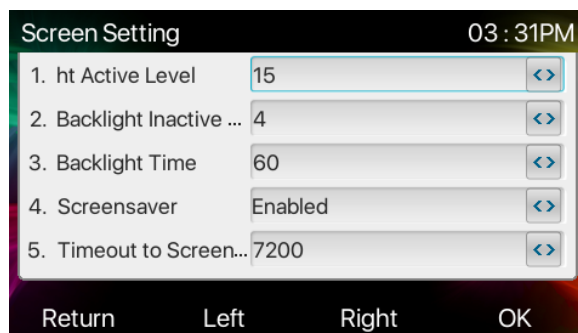 Screen Setting 03 : 31PM
1. ht Active Level 15
2. Backlight Inactive ... 4
3. Backlight Time 60
4. Screensaver Enabled
5. Timeout to Screen... 7200
Return Left Right OK